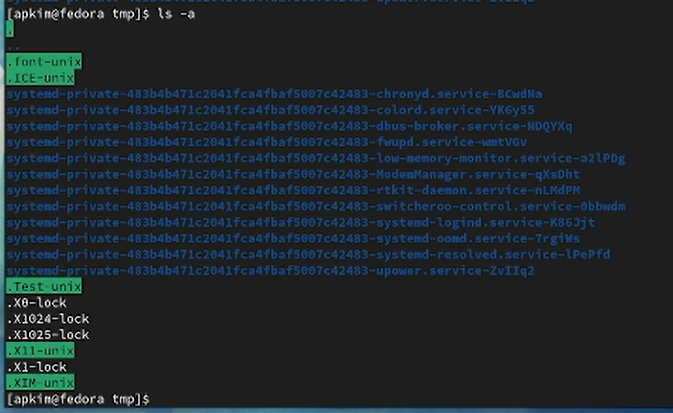 [apkim@fedora tmp]$ ls -a
.
..
.font-unix
.ICE-unix
systemd-private-483b4b471c2041fca4fbaf5007c42483-chronyd.service-BCwdNa
systemd-private-483b4b471c2041fca4fbaf5007c42483-colord.service-YK6y55
systemd-private-483b4b471c2041fca4fbaf5007c42483-dbus-broker.service-NDQYXq
systemd-private-483b4b471c2041fca4fbaf5007c42483-fwupd.service-wmtVGv
systemd-private-483b4b471c2041fca4fbaf5007c42483-low-memory-monitor.service-a2lPDg
systemd-private-483b4b471c2041fca4fbaf5007c42483-ModemManager.service-qXsDht
systemd-private-483b4b471c2041fca4fbaf5007c42483-rtkit-daemon.service-nLMdPM
systemd-private-483b4b471c2041fca4fbaf5007c42483-switcheroo-control.service-0bbwdm
systemd-private-483b4b471c2041fca4fbaf5007c42483-systemd-logind.service-K86Jjt
systemd-private-483b4b471c2041fca4fbaf5007c42483-systemd-oomd.service-7rgiWs
systemd-private-483b4b471c2041fca4fbaf5007c42483-systemd-resolved.service-lPePfd
systemd-private-483b4b471c2041fca4fbaf5007c42483-upower.service-ZvIIq2
.Test-unix
.X0-lock
.X1024-lock
.X1025-lock
.X11-unix
.X1-lock
.XIM-unix
[apkim@fedora tmp]$